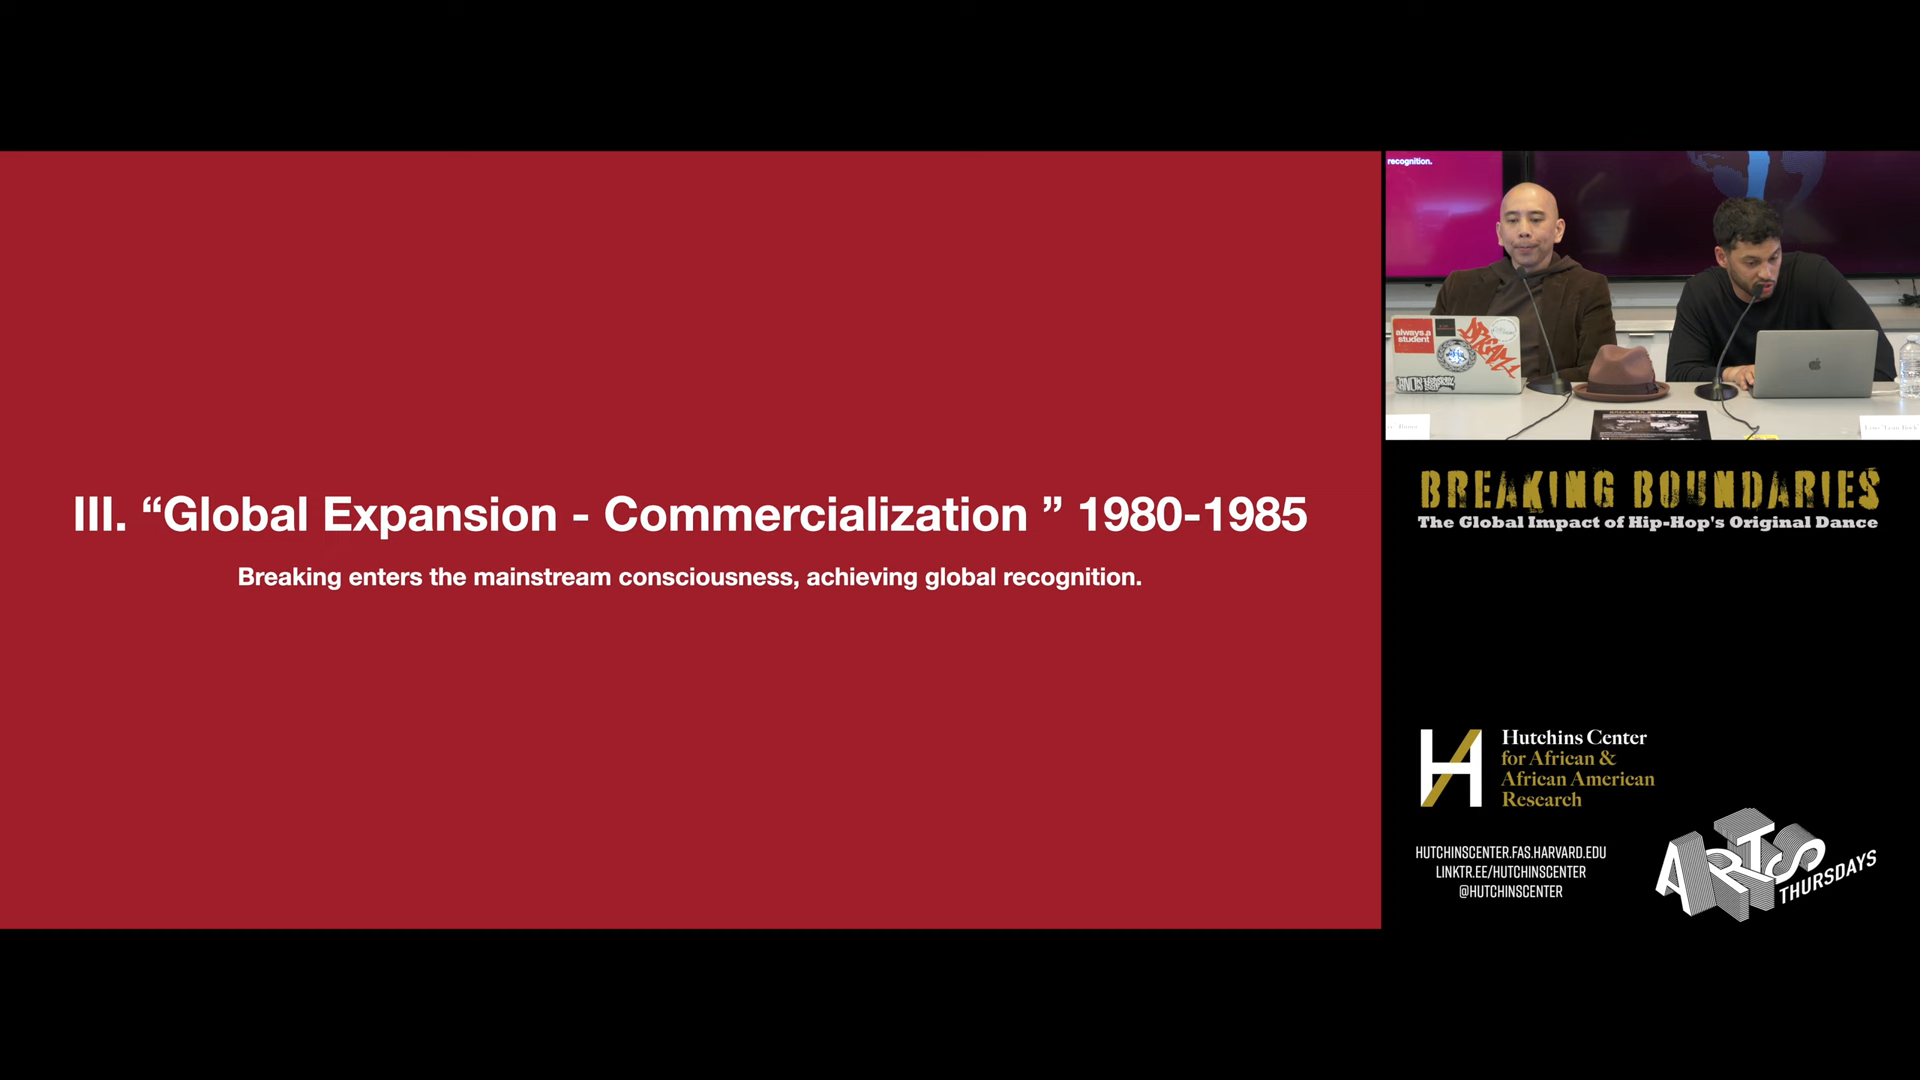 III. “Global Expansion - Commercialization ” 1980-1985
Breaking enters the mainstream consciousness, achieving global recognition.
recognition.
always a
student
BREAKING BOUNDARIES
The Global Impact of Hip-Hop's Original Dance
Hutchins Center
for African &
African American
Research
HUTCHINSCENTER.FAS.HARVARD.EDU
LINKTR.EE/HUTCHINSCENTER
@HUTCHINSCENTER
ARTS
THURSDAYS